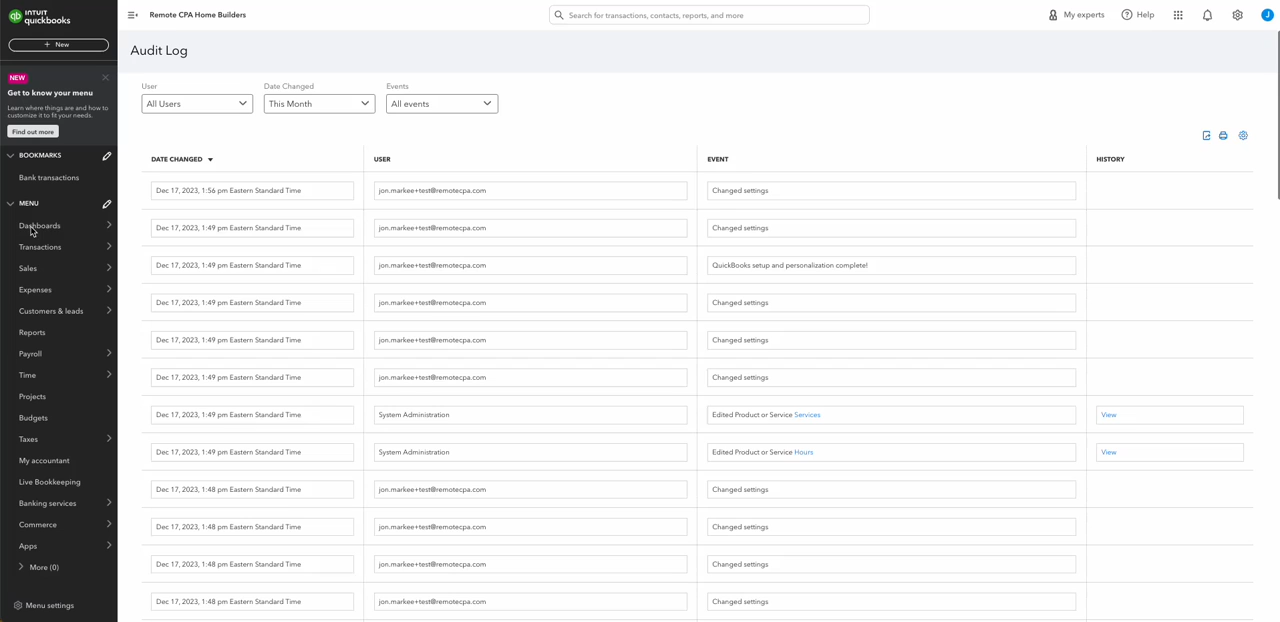 INTUIT
quickbooks
Remote CPA Home Builders
Search for transactions, contacts, reports, and more
My experts
Help
J
+ New
Audit Log
NEW
Get to know your menu
Learn where things are and how to
customize it to fit your needs.
Find out more
BOOKMARKS
Bank transactions
MENU
Dashboards
Transactions
Sales
Expenses
Customers & leads
Reports
Payroll
Time
Projects
Budgets
Taxes
My accountant
Live Bookkeeping
Banking services
Commerce
Apps
More (0)
Menu settings
User Date Changed Events
All Users This Month All events
DATE CHANGED USER EVENT HISTORY
Dec 17, 2023, 1:56 pm Eastern Standard Time jon.markee+test@remotecpa.com Changed settings
Dec 17, 2023, 1:49 pm Eastern Standard Time jon.markee+test@remotecpa.com Changed settings
Dec 17, 2023, 1:49 pm Eastern Standard Time jon.markee+test@remotecpa.com QuickBooks setup and personalization complete!
Dec 17, 2023, 1:49 pm Eastern Standard Time jon.markee+test@remotecpa.com Changed settings
Dec 17, 2023, 1:49 pm Eastern Standard Time jon.markee+test@remotecpa.com Changed settings
Dec 17, 2023, 1:49 pm Eastern Standard Time jon.markee+test@remotecpa.com Changed settings
Dec 17, 2023, 1:49 pm Eastern Standard Time System Administration Edited Product or Service Services View
Dec 17, 2023, 1:49 pm Eastern Standard Time System Administration Edited Product or Service Hours View
Dec 17, 2023, 1:48 pm Eastern Standard Time jon.markee+test@remotecpa.com Changed settings
Dec 17, 2023, 1:48 pm Eastern Standard Time jon.markee+test@remotecpa.com Changed settings
Dec 17, 2023, 1:48 pm Eastern Standard Time jon.markee+test@remotecpa.com Changed settings
Dec 17, 2023, 1:48 pm Eastern Standard Time jon.markee+test@remotecpa.com Changed settings